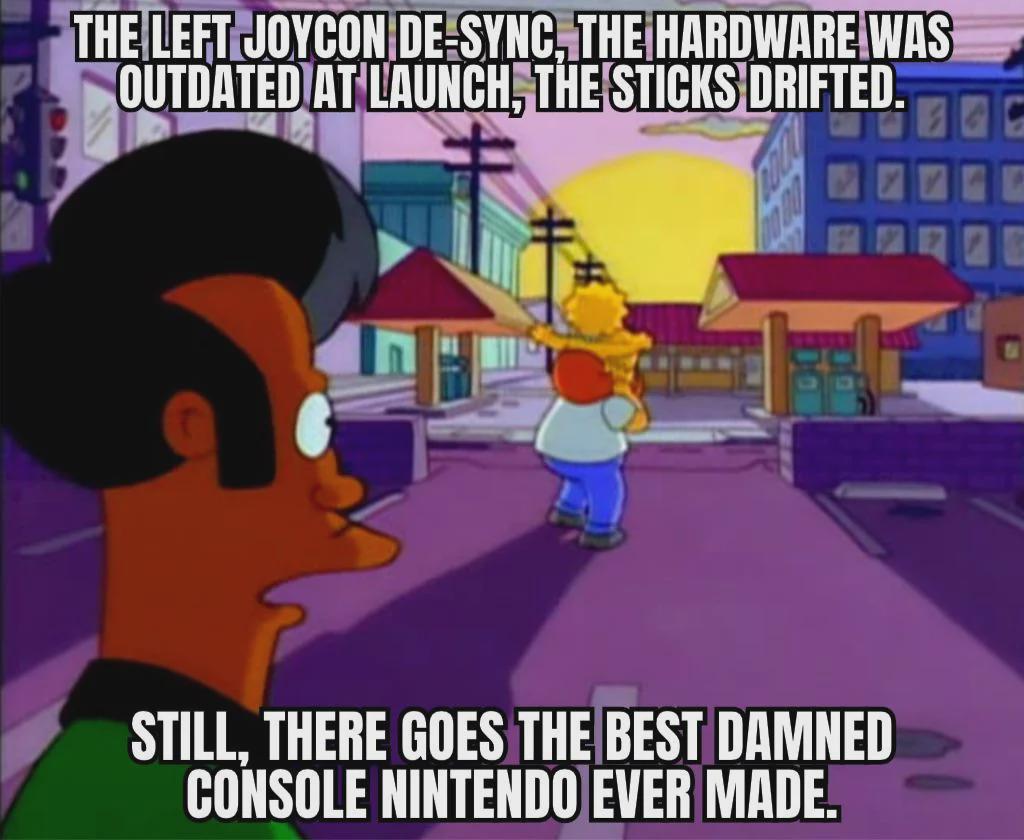 THE LEFT JOYCON DE-SYNC, THE HARDWARE WAS
OUTDATED AT LAUNCH, THE STICKS DRIFTED.
STILL, THERE GOES THE BEST DAMNED
CONSOLE NINTENDO EVER MADE.